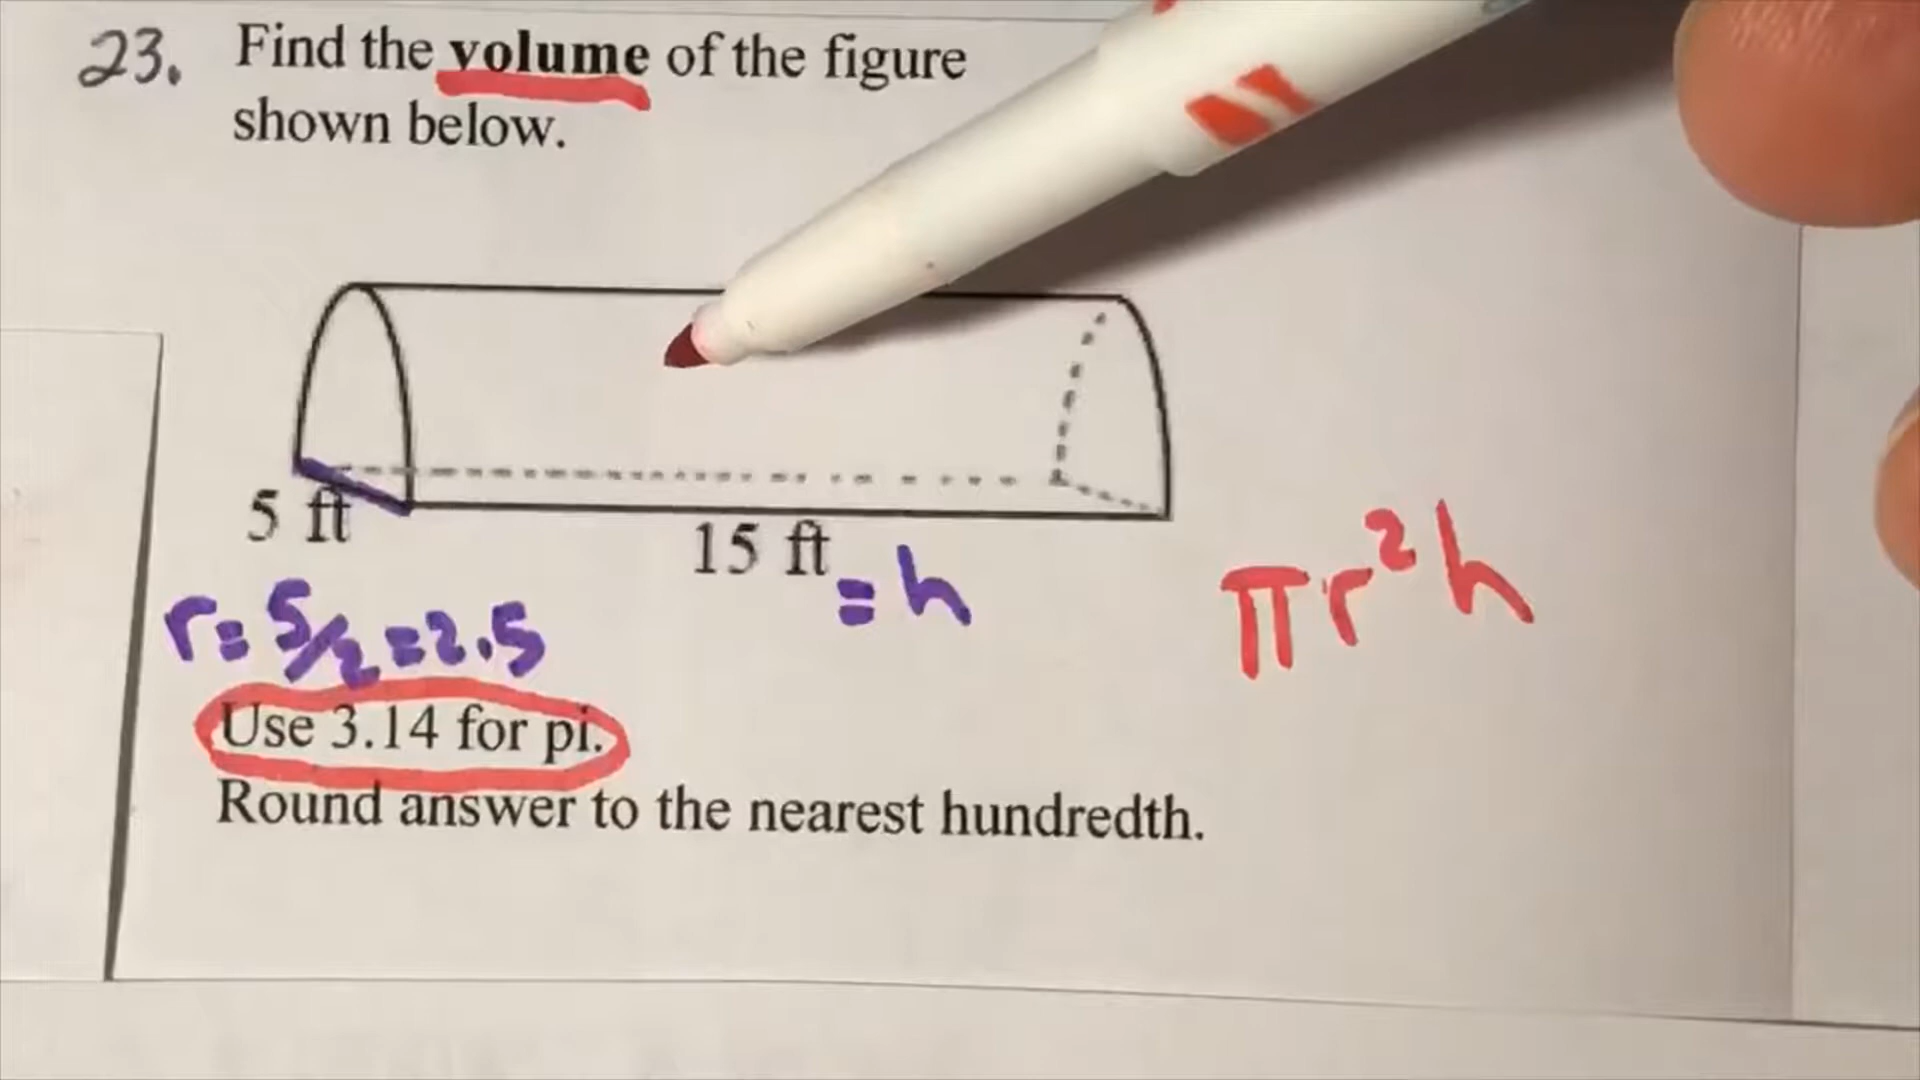 23. Find the volume of the figure
shown below.
5 ft
15 ft = h
r = 5/2 = 2.5
πr²h
Use 3.14 for pi.
Round answer to the nearest hundredth.